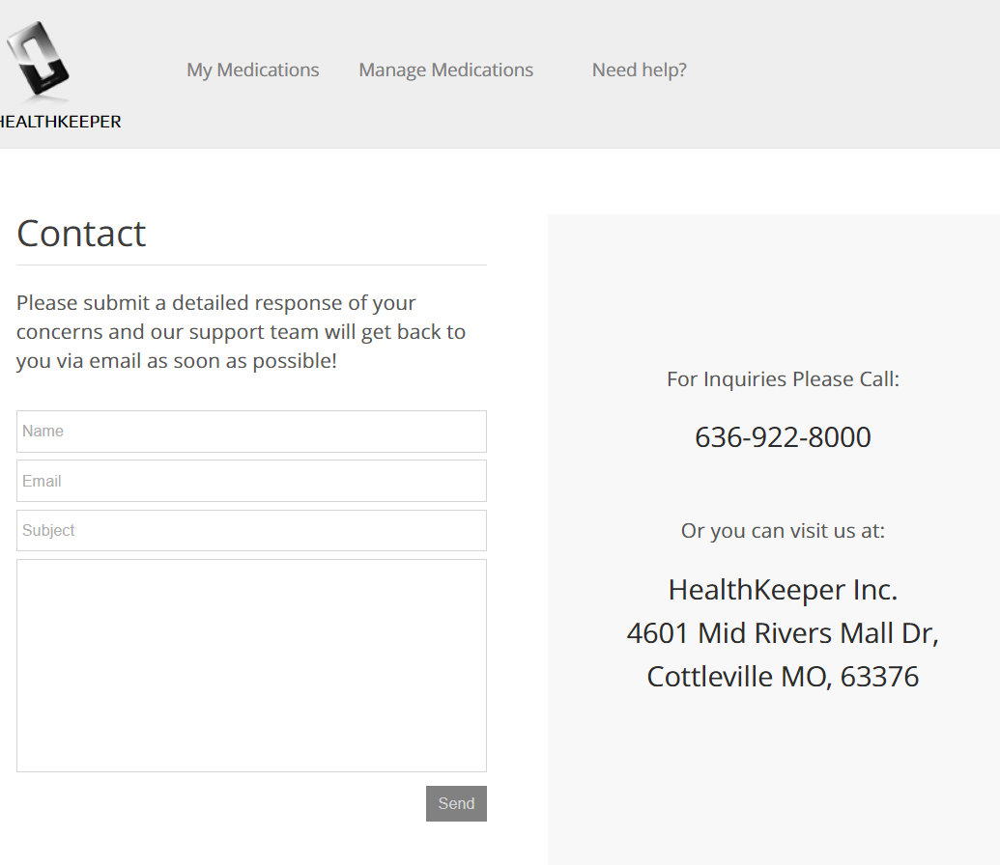 HEALTHKEEPER
My Medications Manage Medications Need help?
Contact
Please submit a detailed response of your
concerns and our support team will get back to
you via email as soon as possible!
Name
Email
Subject
Send
For Inquiries Please Call:
636-922-8000
Or you can visit us at:
HealthKeeper Inc.
4601 Mid Rivers Mall Dr,
Cottleville MO, 63376